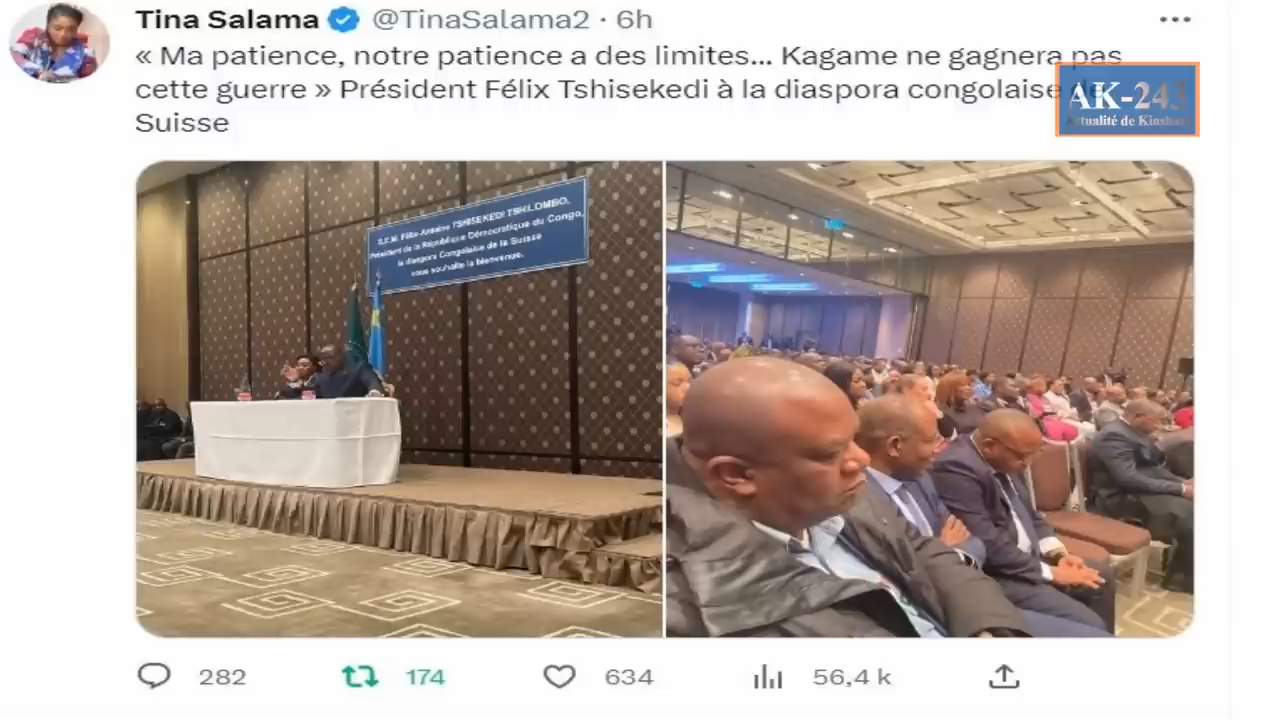 Tina Salama @TinaSalama2 · 6h
« Ma patience, notre patience a des limites... Kagame ne gagnera pas
cette guerre » Président Félix Tshisekedi à la diaspora congolaise de
Suisse
AK-243
Actualité de Kinshasa
S.E.M. Félix-Antoine TSHISEKEDI TSHILOMBO,
Président de la République Démocratique du Congo,
la diaspora Congolaise de la Suisse
vous souhaite la bienvenue.
282 174 634 56,4 k